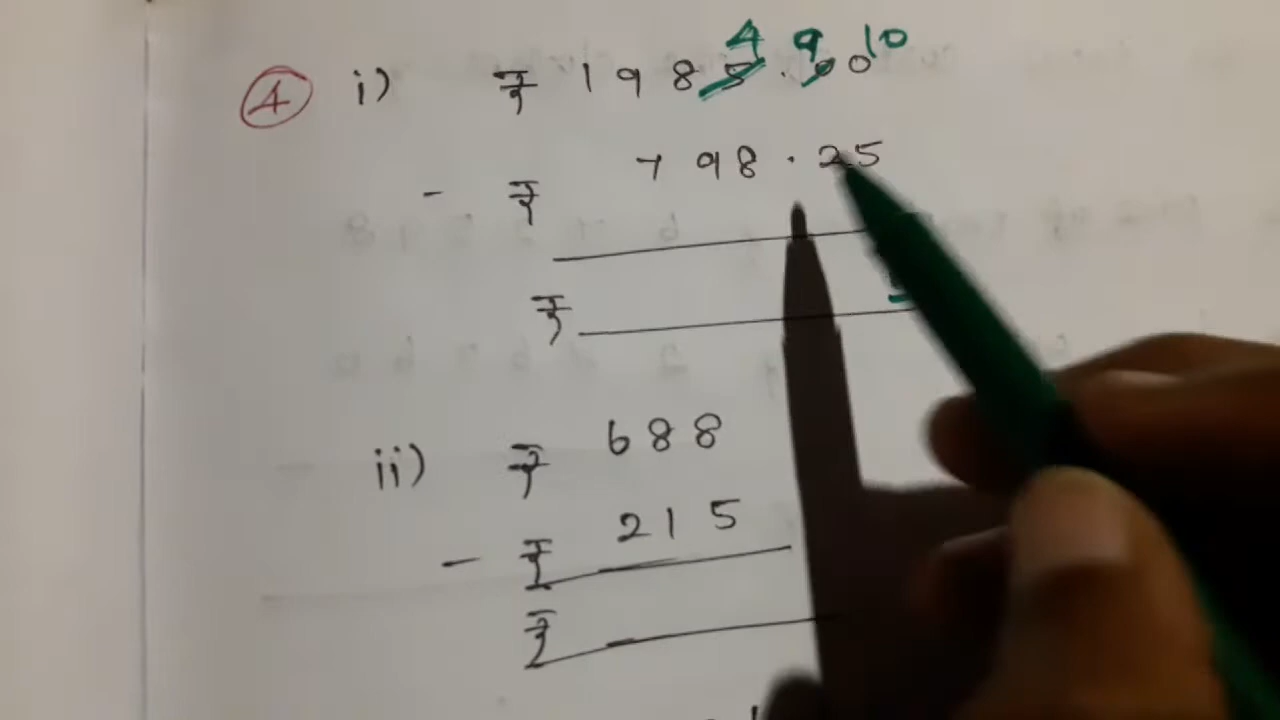 4 9 10
4 i) ₹ 1 9 8 5 . 0 0
- ₹ 7 9 8 . 2 5
₹
ii) ₹ 6 8 8
- ₹ 2 1 5
₹